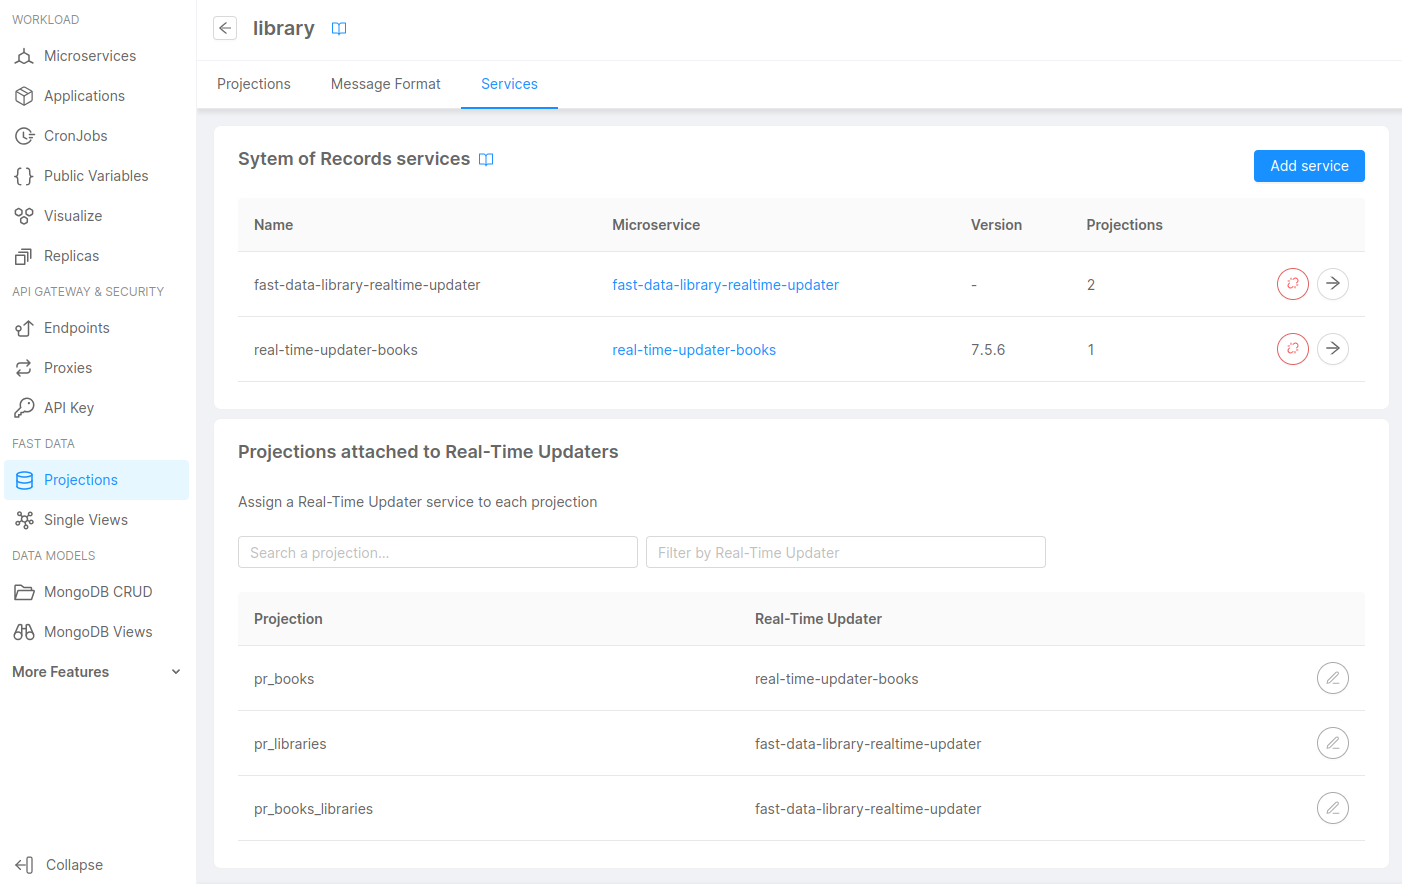 WORKLOAD
Microservices
Applications
CronJobs
Public Variables
Visualize
Replicas
API GATEWAY & SECURITY
Endpoints
Proxies
API Key
FAST DATA
Projections
Single Views
DATA MODELS
MongoDB CRUD
MongoDB Views
More Features
Collapse
library
Projections Message Format Services
Sytem of Records services
Add service
Name Microservice Version Projections
fast-data-library-realtime-updater fast-data-library-realtime-updater - 2
real-time-updater-books real-time-updater-books 7.5.6 1
Projections attached to Real-Time Updaters
Assign a Real-Time Updater service to each projection
Search a projection... Filter by Real-Time Updater
Projection Real-Time Updater
pr_books real-time-updater-books
pr_libraries fast-data-library-realtime-updater
pr_books_libraries fast-data-library-realtime-updater